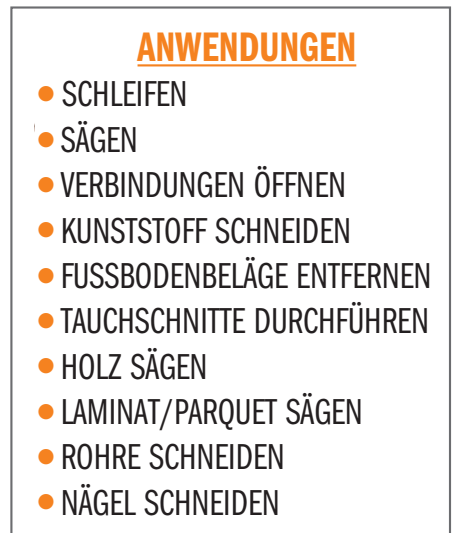 ANWENDUNGEN
• SCHLEIFEN
• SÄGEN
• VERBINDUNGEN ÖFFNEN
• KUNSTSTOFF SCHNEIDEN
• FUSSBODENBELÄGE ENTFERNEN
• TAUCHSCHNITTE DURCHFÜHREN
• HOLZ SÄGEN
• LAMINAT/PARQUET SÄGEN
• ROHRE SCHNEIDEN
• NÄGEL SCHNEIDEN